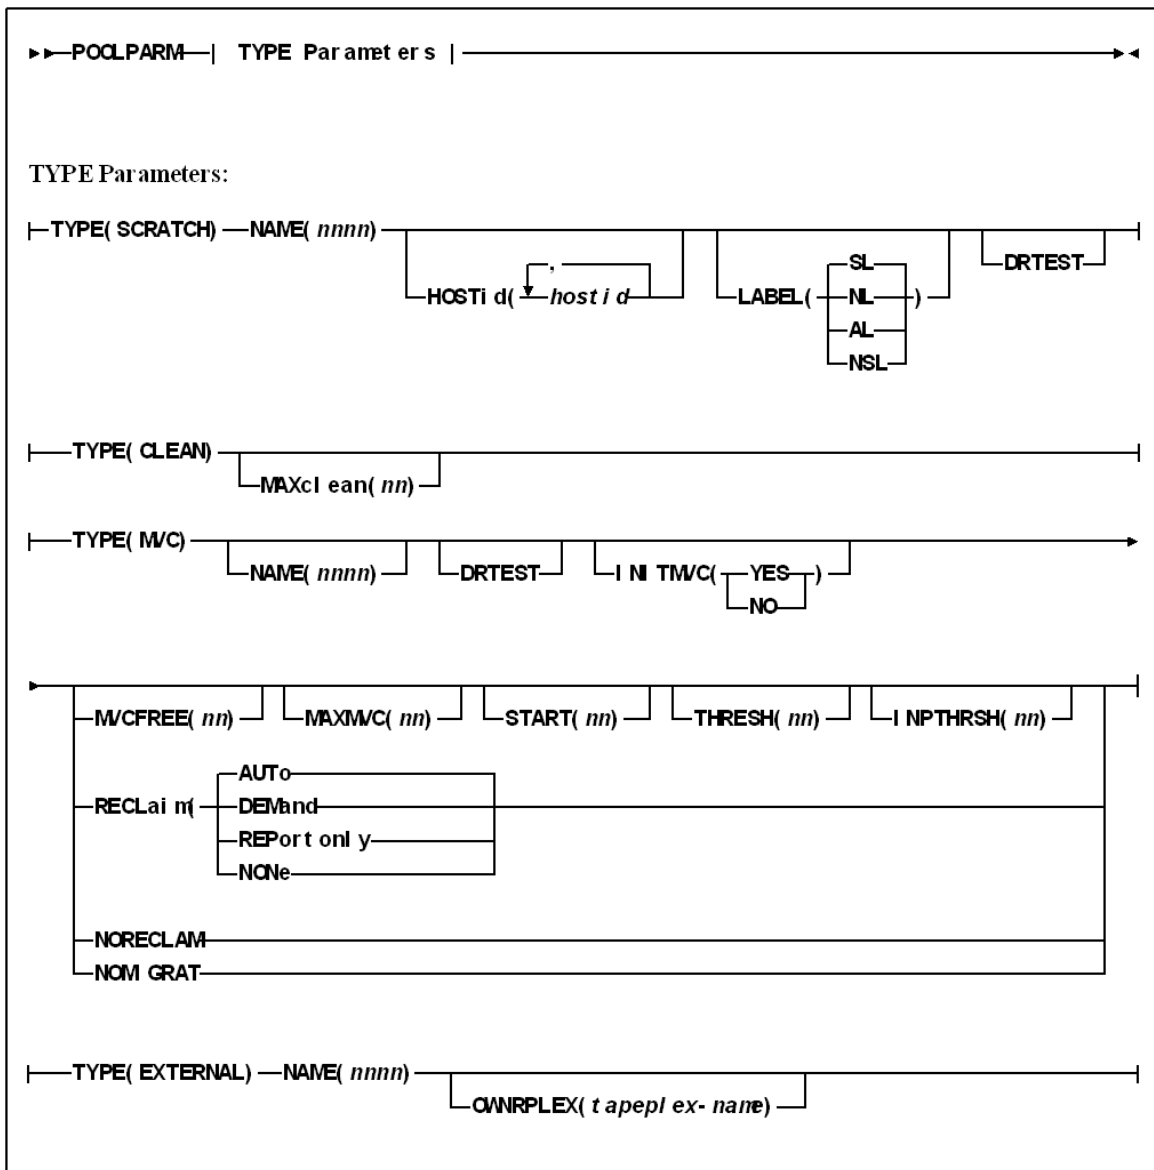 POOLPARM | TYPE Parameters |
TYPE Parameters:
TYPE(SCRATCH) NAME(nnnn)
HOSTid( , hostid
LABEL( SL
NL )
AL
NSL
DRTEST
TYPE(CLEAN)
MAXclean(nn)
TYPE(MVC)
NAME(nnnn) DRTEST INITMVC( YES )
NO
MVCFREE(nn) MAXMVC(nn) START(nn) THRESH(nn) INPTHRSH(nn)
AUTo
RECLaim( DEMand
REPortonly
NONe
NORECLAM
NOMIGRAT
TYPE(EXTERNAL) NAME(nnnn)
OWNRPLEX(tapeplex-name)